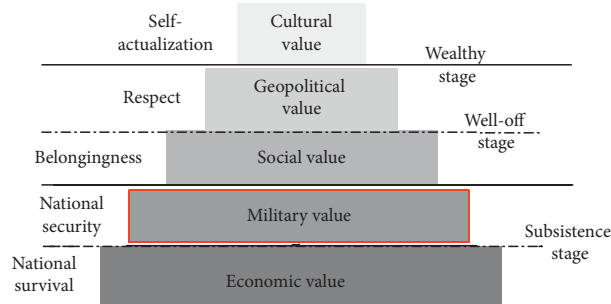 Self-
actualization
Cultural
value
Wealthy
stage
Respect
Geopolitical
value
Well-off
stage
Belongingness
Social value
National
security
Military value
Subsistence
stage
National
survival
Economic value